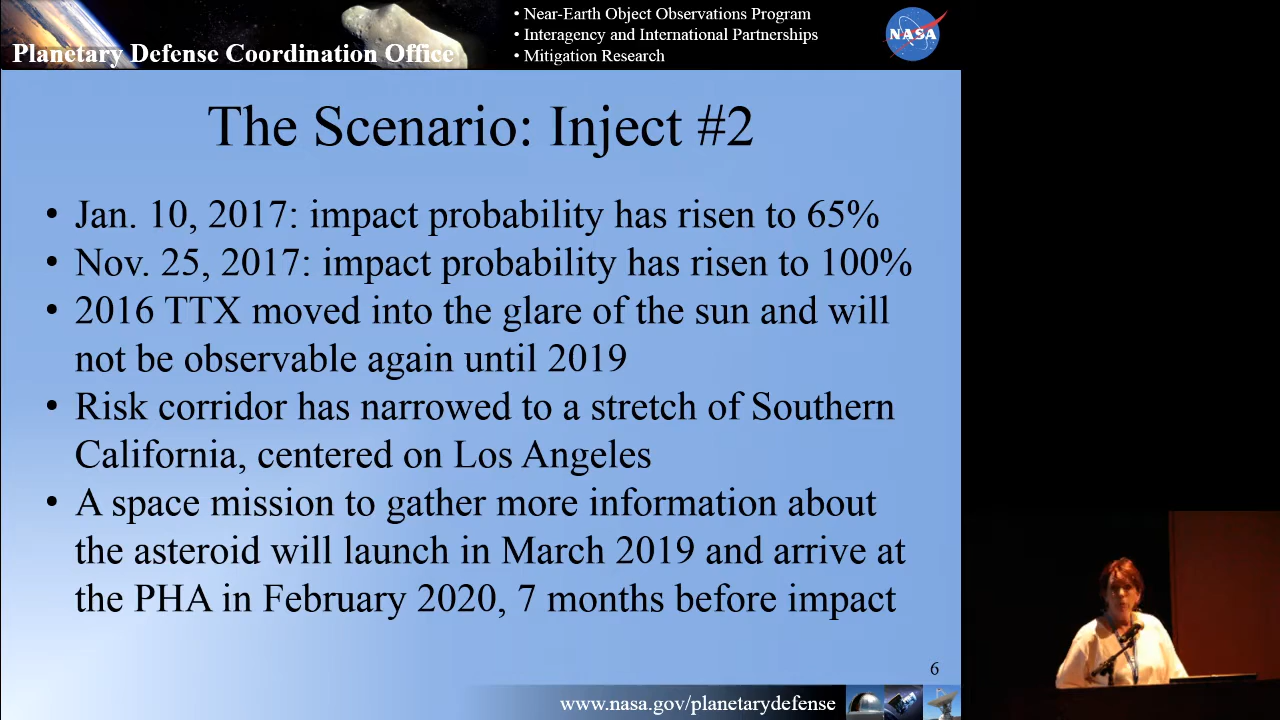 Planetary Defense Coordination Office
• Near-Earth Object Observations Program
• Interagency and International Partnerships
• Mitigation Research
NASA
The Scenario: Inject #2
• Jan. 10, 2017: impact probability has risen to 65%
• Nov. 25, 2017: impact probability has risen to 100%
• 2016 TTX moved into the glare of the sun and will
not be observable again until 2019
• Risk corridor has narrowed to a stretch of Southern
California, centered on Los Angeles
• A space mission to gather more information about
the asteroid will launch in March 2019 and arrive at
the PHA in February 2020, 7 months before impact
6
www.nasa.gov/planetarydefense